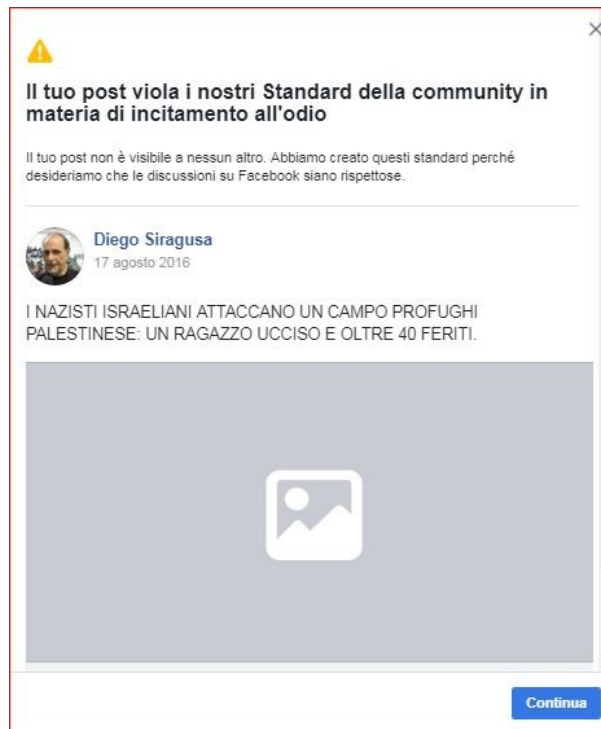 Il tuo post viola i nostri Standard della community in
materia di incitamento all'odio
Il tuo post non è visibile a nessun altro. Abbiamo creato questi standard perché
desideriamo che le discussioni su Facebook siano rispettose.
Diego Siragusa
17 agosto 2016
I NAZISTI ISRAELIANI ATTACCANO UN CAMPO PROFUGHI
PALESTINESE: UN RAGAZZO UCCISO E OLTRE 40 FERITI.
Continua